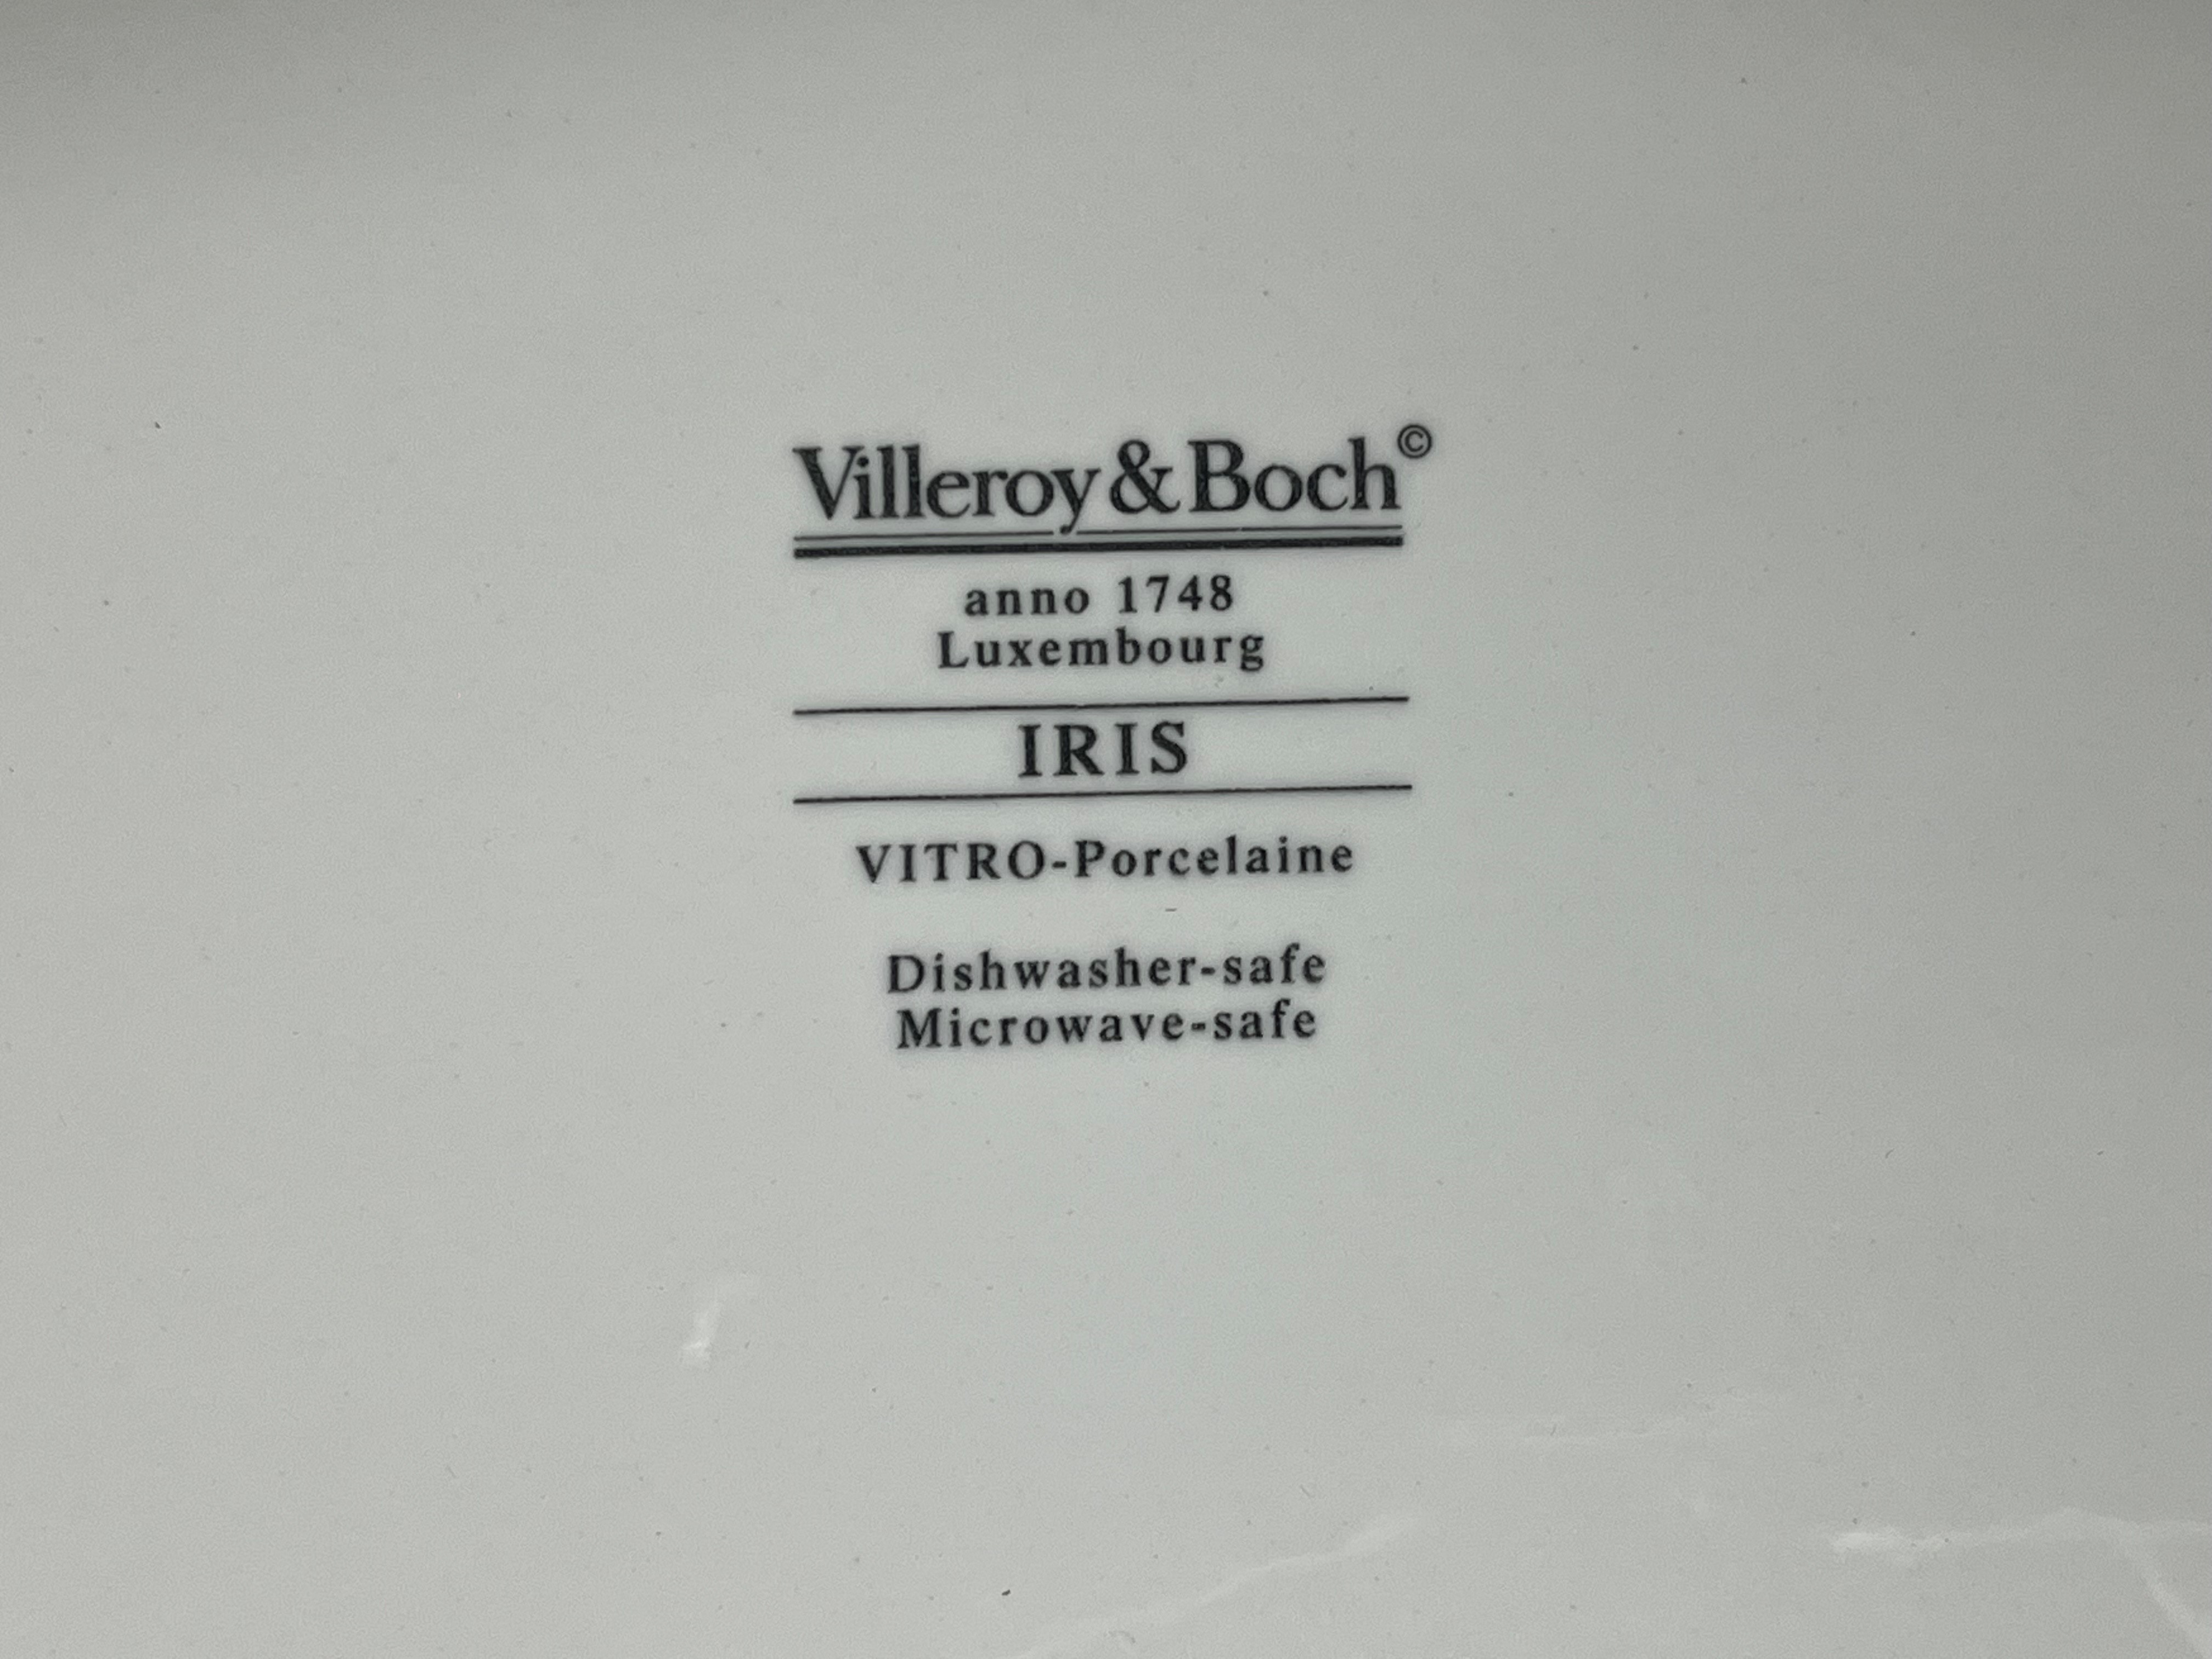 Villeroy & Boch©
anno 1748
Luxembourg
IRIS
VITRO-Porcelaine
Dishwasher-safe
Microwave-safe